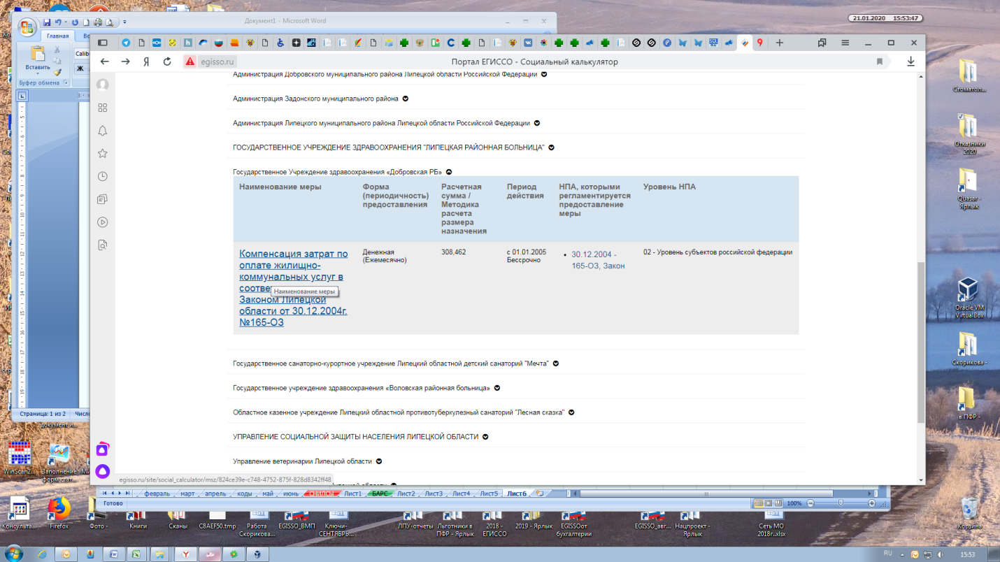 Документ1 - Microsoft Word
21.01.2020 15:53:47
Главная
Вставить
Calib
Ж
Буфер обмена
egisso.ru
Портал ЕГИССО - Социальный калькулятор
Администрация Добровского муниципального района Липецкой области Российской Федерации
Администрация Задонского муниципального района
Администрация Липецкого муниципального района Липецкой области Российской Федерации
ГОСУДАРСТВЕННОЕ УЧРЕЖДЕНИЕ ЗДРАВООХРАНЕНИЯ "ЛИПЕЦКАЯ РАЙОННАЯ БОЛЬНИЦА"
Государственное Учреждение здравоохранения «Добровская РБ»
Наименование меры
Форма (периодичность) предоставления
Расчетная сумма / Методика расчета размера назначения
Период действия
НПА, которыми регламентируется предоставление меры
Уровень НПА
Компенсация затрат по
оплате жилищно-
коммунальных услуг в
соотве
Наименование меры
Законом Липецкой
области от 30.12.2004г.
№165-ОЗ
Денежная
(Ежемесячно)
308,462
с 01.01.2005
Бессрочно
30.12.2004 -
165-ОЗ, Закон
02 - Уровень субъектов российской федерации
Государственное санаторно-курортное учреждение Липецкий областной детский санаторий "Мечта"
Государственное учреждение здравоохранения «Воловская районная больница»
Областное казенное учреждение Липецкий областной противотуберкулезный санаторий "Лесная сказка"
УПРАВЛЕНИЕ СОЦИАЛЬНОЙ ЗАЩИТЫ НАСЕЛЕНИЯ ЛИПЕЦКОЙ ОБЛАСТИ
Управление ветеринарии Липецкой области
egisso.ru/site/social_calculator/msz/824ce39e-c748-4752-875f-828d8342ff48
Страница: 1 из 2
Число
Стоматол...
Отказники
2020
Quasar -
Ярлык
Oracle VM
VirtualBox
Скорикова -
в ПФР -
Корзина
февраль март апрель коды май июнь Лист1 БАРС Лист2 Лист3 Лист4 Лист5 Лист6
Готово
100%
WinScan2...
Заполнение
форм стат...
Консульта...
Firefox
Фото -
Книги
Сканы
C8AEF50.tmp
Работа
Скорикова...
EGISSO_ВМП
Ключи-
СЕНТЯБРЬ...
ЛПУ-отчеты
Льготники в
ПФР - Ярлык
2018 -
ЕГИССО
2019 - Ярлык
EGISSOот
бухгалтерии
EGISSO_авг...
Нацпроект -
Ярлык
Сеть МО
2018г..xlsx
RU
15:53